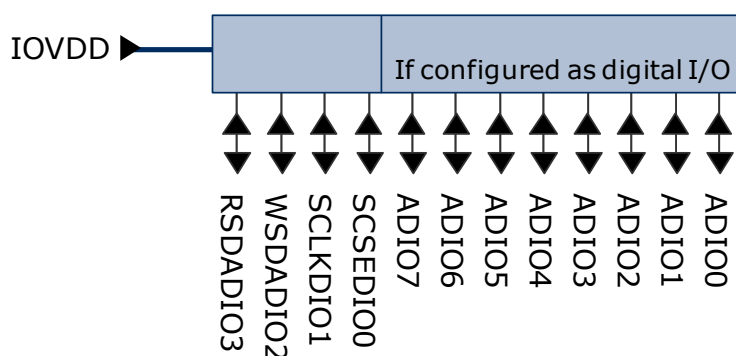 IOVDD
If configured as digital I/O
RSDADIO3
WSDADIO2
SCLKDIO1
SCSEDIO0
ADIO7
ADIO6
ADIO5
ADIO4
ADIO3
ADIO2
ADIO1
ADIO0